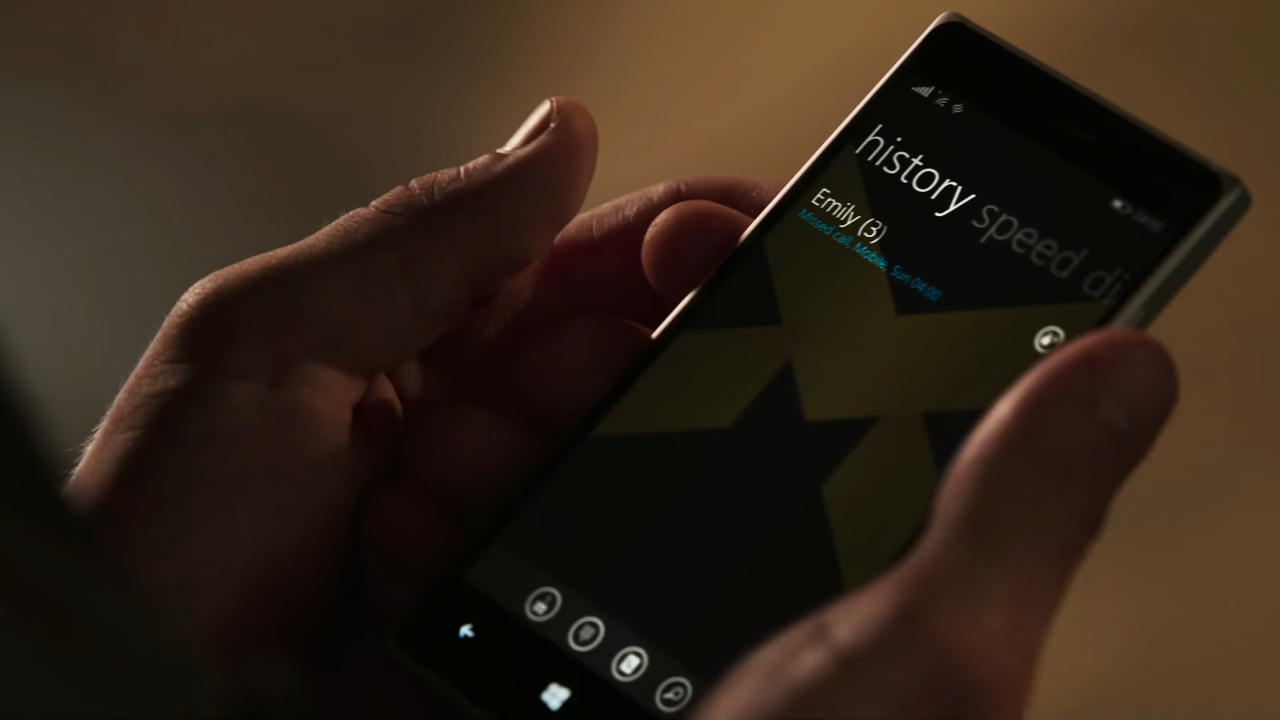 history speed di
Emily (3)
Missed call, Mobile, Sun 04:00